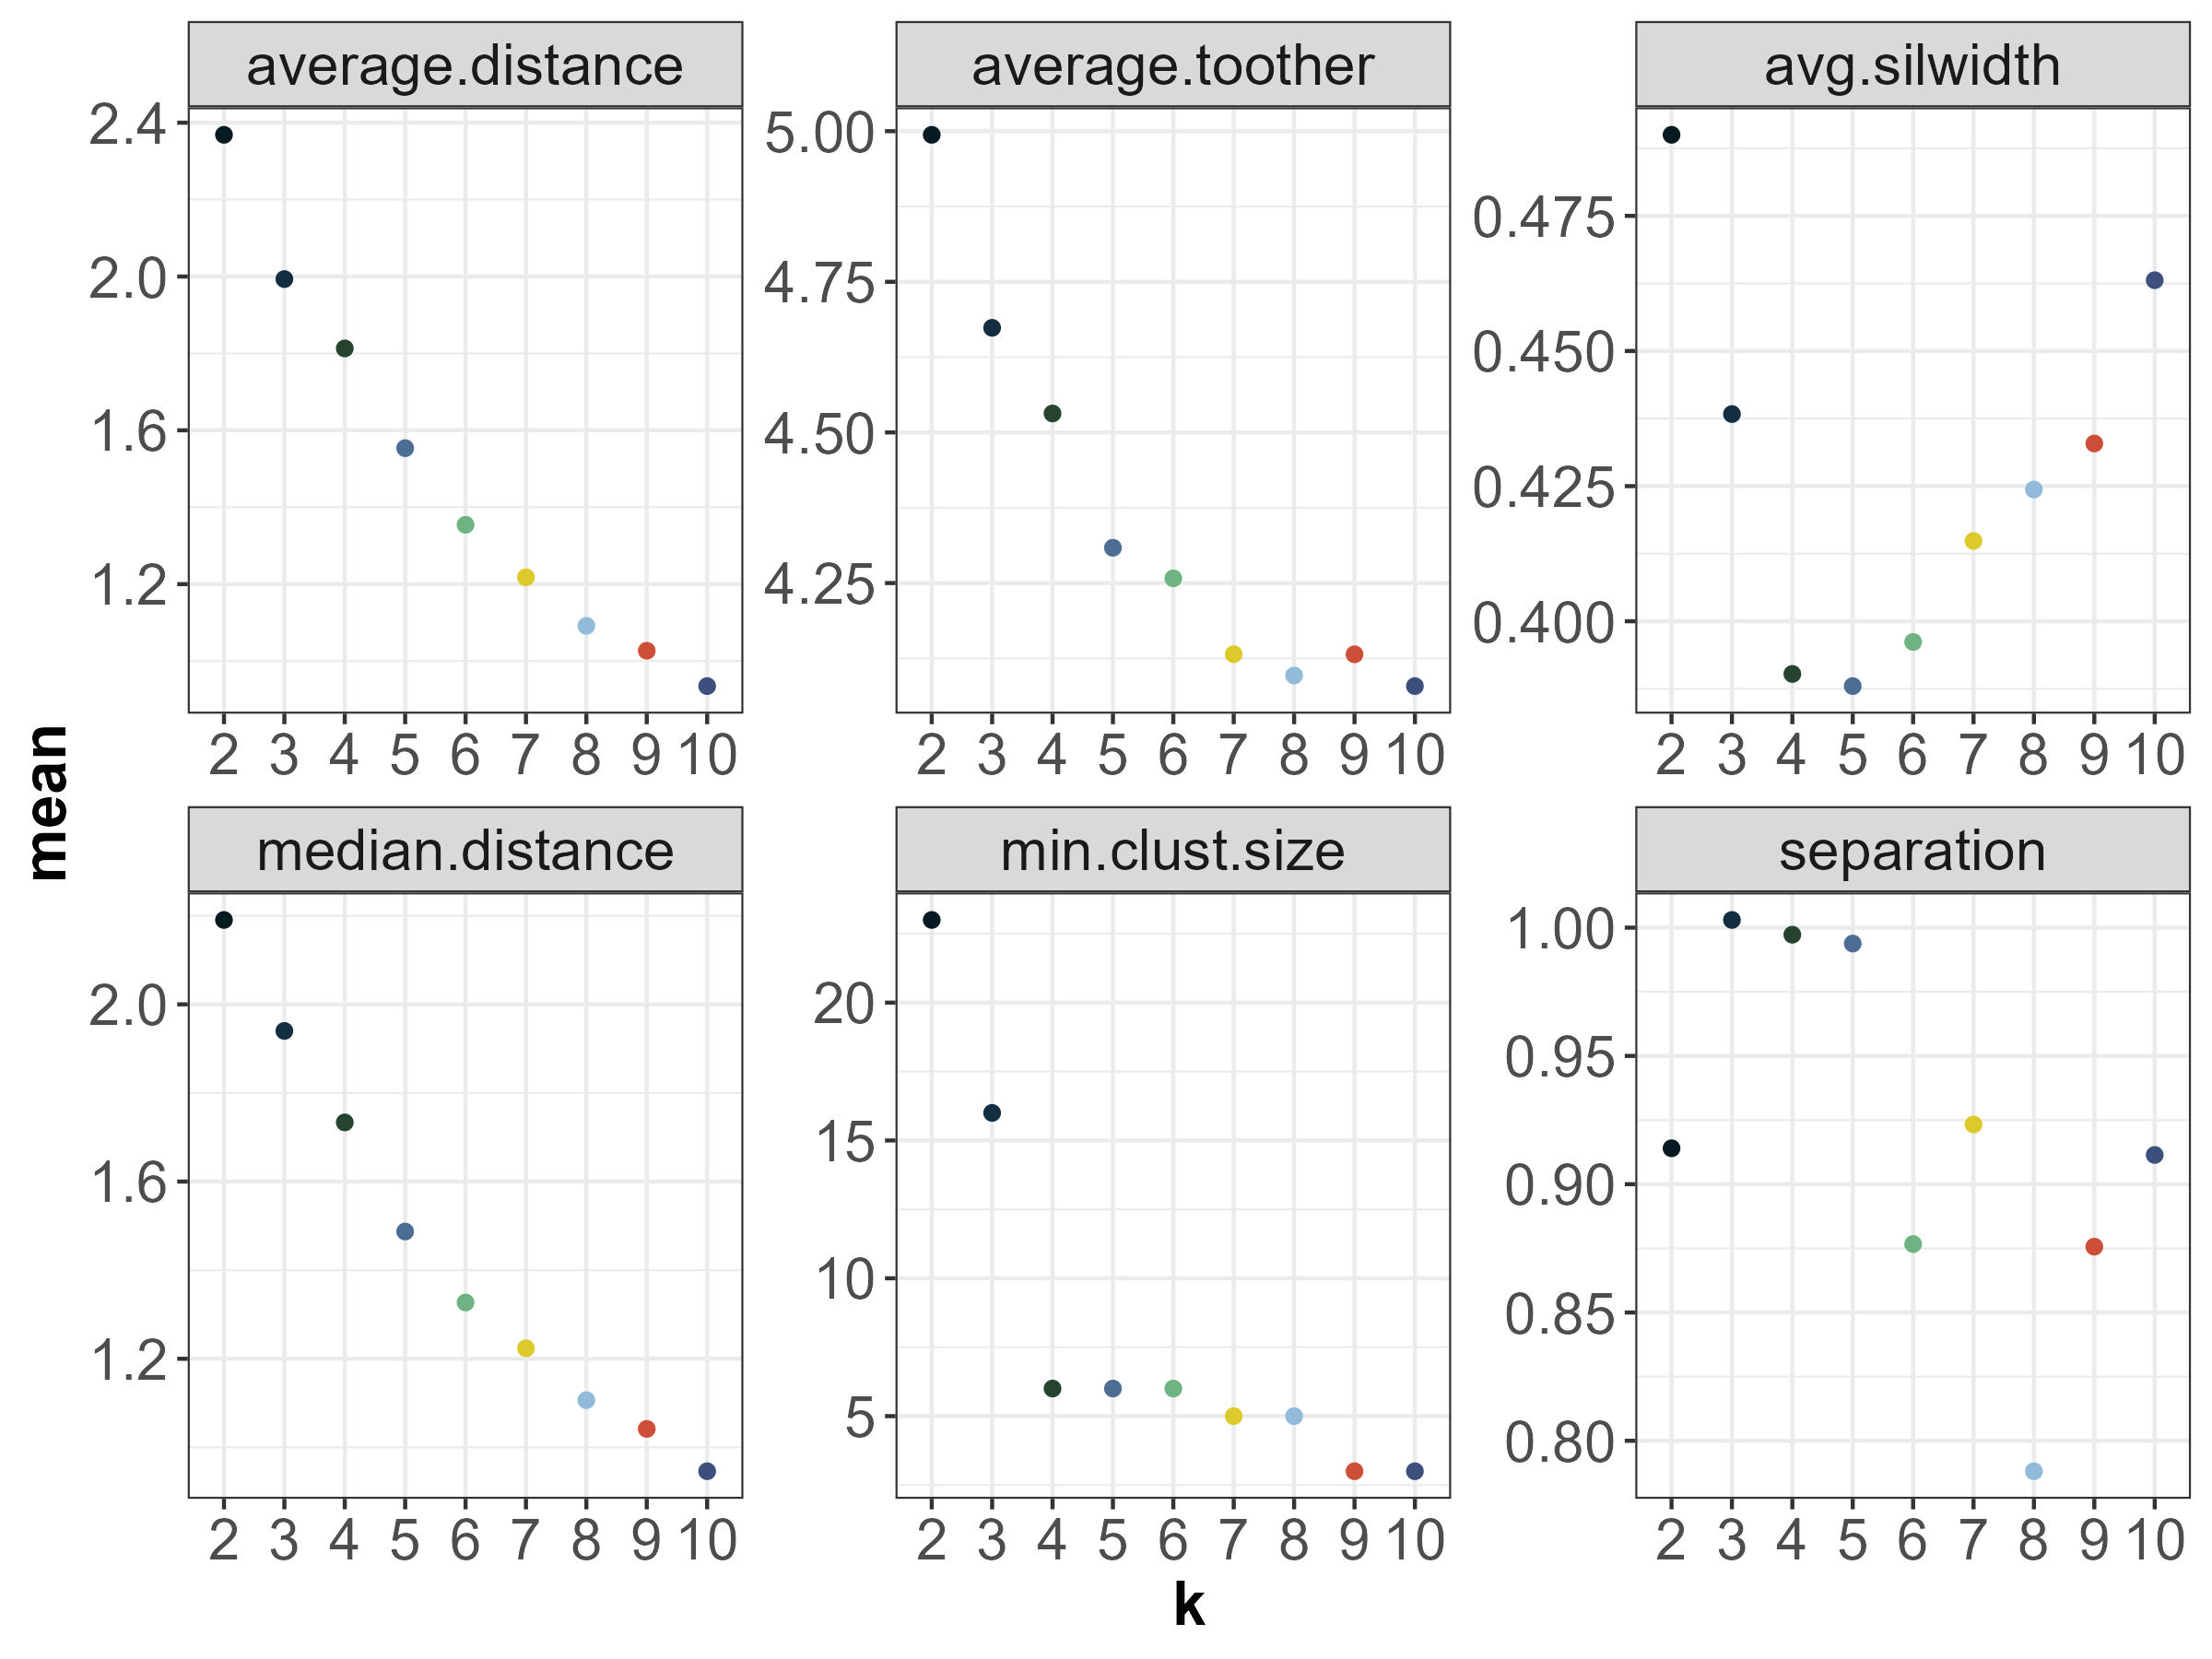 average.distance average.toother avg.silwidth
2.4 2.0 1.6 1.2
5.00 4.75 4.50 4.25
0.475 0.450 0.425 0.400
2 3 4 5 6 7 8 9 10 2 3 4 5 6 7 8 9 10 2 3 4 5 6 7 8 9 10
mean
median.distance min.clust.size separation
2.0 1.6 1.2
20 15 10 5
1.00 0.95 0.90 0.85 0.80
2 3 4 5 6 7 8 9 10 2 3 4 5 6 7 8 9 10 2 3 4 5 6 7 8 9 10
k